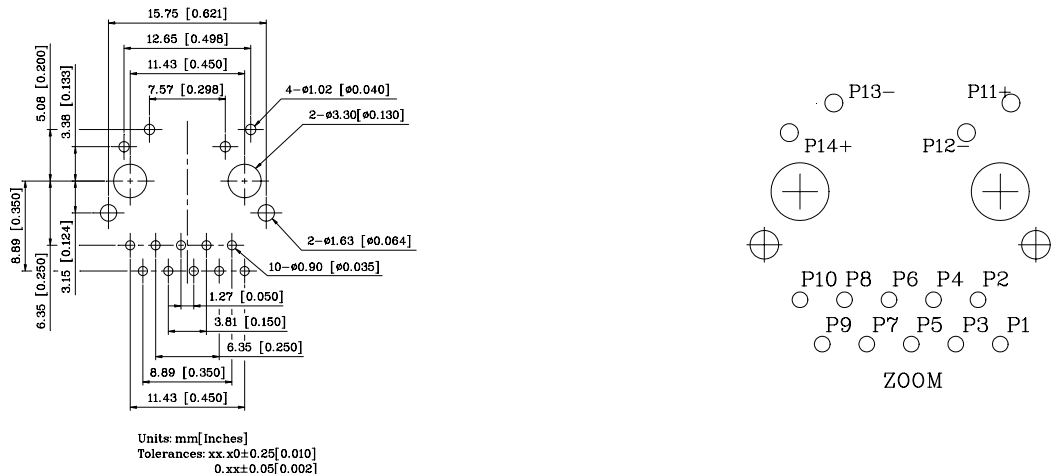 15.75 [0.621]
12.65 [0.498]
11.43 [0.450]
7.57 [0.298]
5.08 [0.200]
3.38 [0.133]
4-ø1.02 [ø0.040]
2-ø3.30[ø0.130]
8.89 [0.350]
6.35 [0.250]
3.15 [0.124]
2-ø1.63 [ø0.064]
10-ø0.90 [ø0.035]
1.27 [0.050]
3.81 [0.150]
6.35 [0.250]
8.89 [0.350]
11.43 [0.450]
Units: mm[Inches]
Tolerances: xx.x0±0.25[0.010]
0.xx±0.05[0.002]
P13- P11+
P14+ P12-
P10 P8 P6 P4 P2
P9 P7 P5 P3 P1
ZOOM